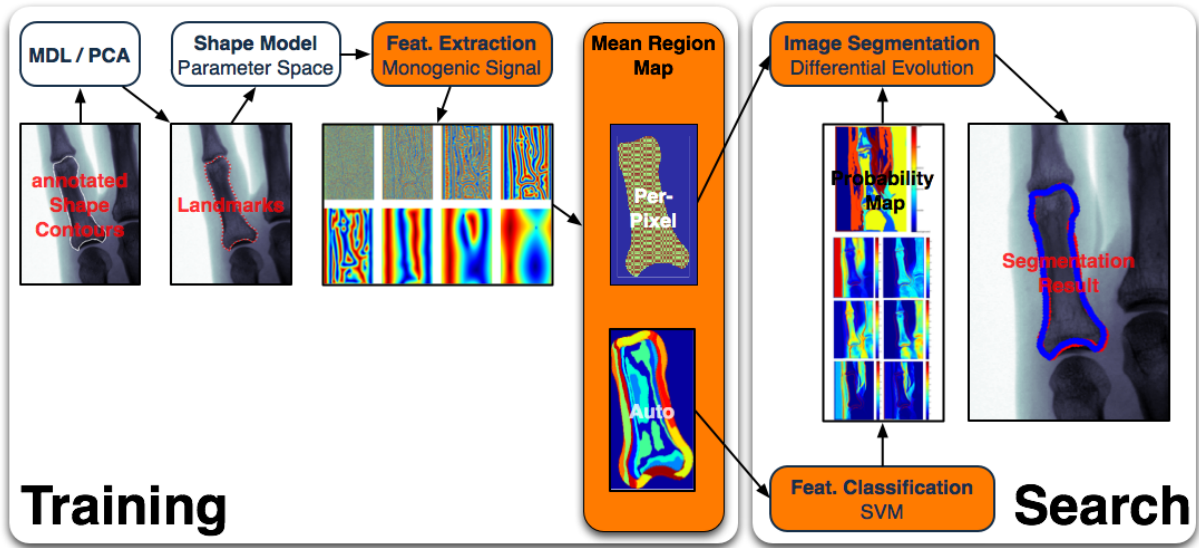 MDL / PCA
Shape Model
Parameter Space
Feat. Extraction
Monogenic Signal
Mean Region
Map
Image Segmentation
Differential Evolution
annotated
Shape
Contours
Landmarks
Per-
Pixel
Auto
Probability
Map
Segmentation
Result
Feat. Classification
SVM
Training
Search